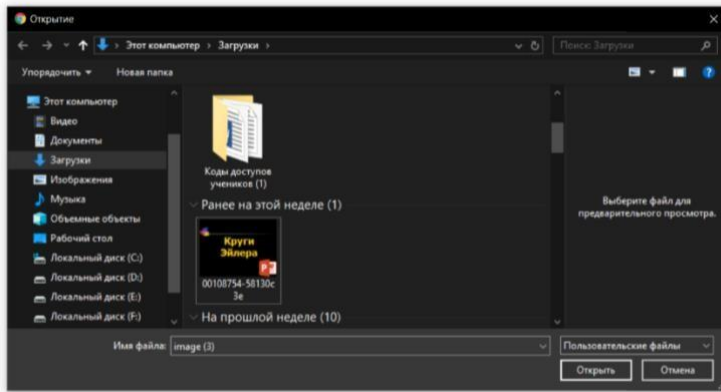 Открытие
Этот компьютер › Загрузки ›
Поиск: Загрузки
Упорядочить
Новая папка
Этот компьютер
Видео
Документы
Загрузки
Изображения
Музыка
Объемные объекты
Рабочий стол
Локальный диск (C:)
Локальный диск (D:)
Локальный диск (E:)
Локальный диск (F:)
Коды доступов
учеников (1)
Ранее на этой неделе (1)
Круги
Эйлера
P
00108754-58130c
3e
На прошлой неделе (10)
Выберите файл для
предварительного просмотра.
Имя файла: image (3)
Пользовательские файлы
Открыть
Отмена